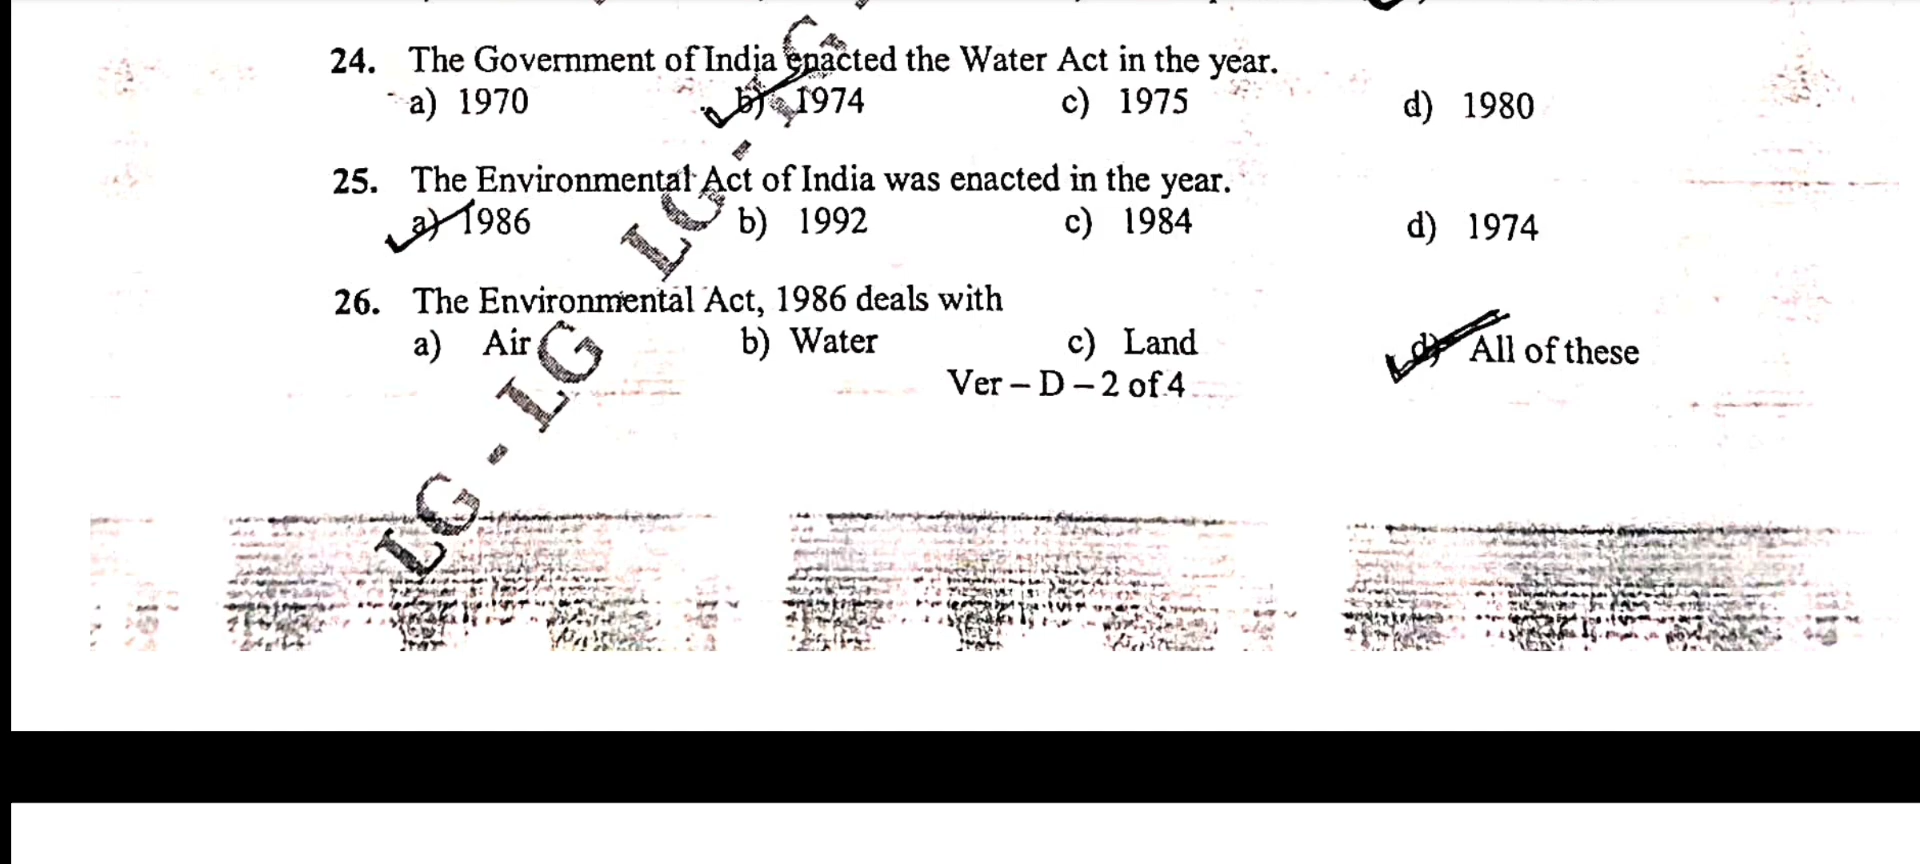 24. The Government of India enacted the Water Act in the year.
a) 1970 b) 1974 c) 1975 d) 1980
25. The Environmental Act of India was enacted in the year.
a) 1986 b) 1992 c) 1984 d) 1974
26. The Environmental Act, 1986 deals with
a) Air b) Water c) Land d) All of these
Ver – D – 2 of 4
LG - LG LG - LG